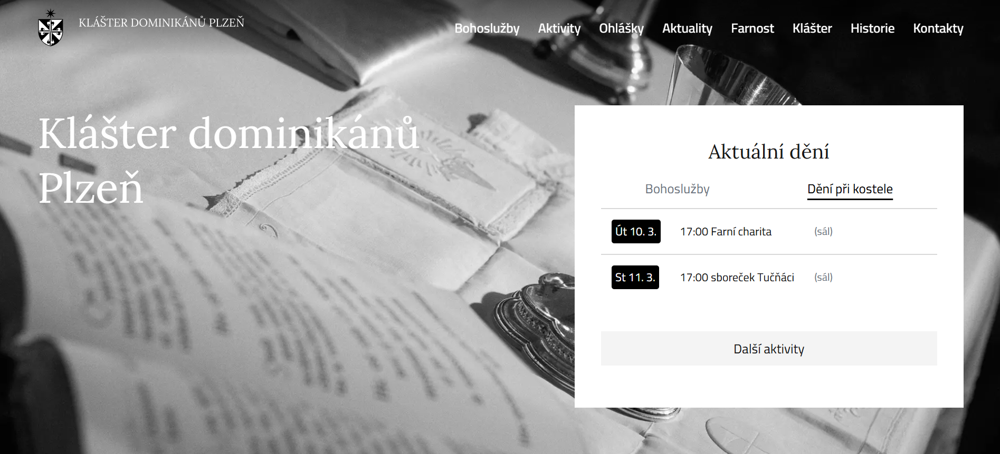 KLÁŠTER DOMINIKÁNŮ PLZEŇ
Bohoslužby Aktivity Ohlášky Aktuality Farnost Klášter Historie Kontakty
Klášter dominikánů
Plzeň
Aktuální dění
Bohoslužby Dění při kostele
Út 10. 3. 17:00 Farní charita (sál)
St 11. 3. 17:00 sboreček Tučňáci (sál)
Další aktivity